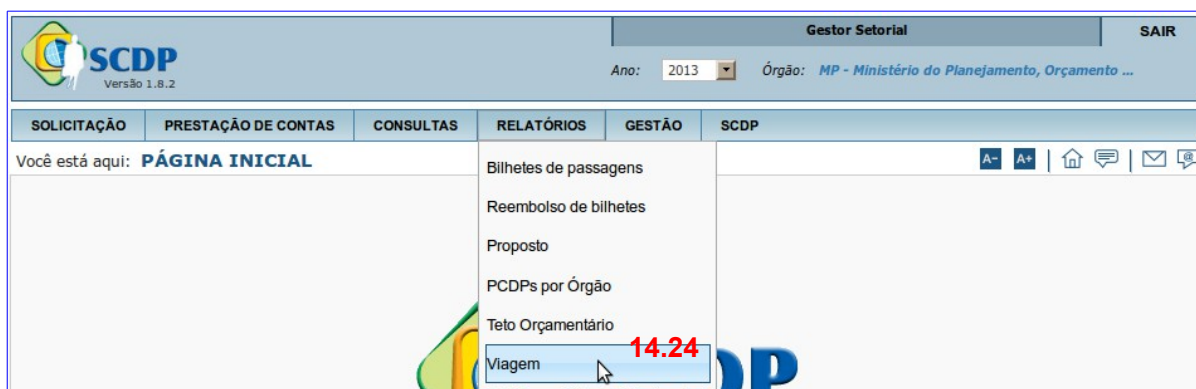 Gestor Setorial
SAIR
SCDP
Versão 1.8.2
Ano: 2013 Órgão: MP - Ministério do Planejamento, Orçamento ...
SOLICITAÇÃO PRESTAÇÃO DE CONTAS CONSULTAS RELATÓRIOS GESTÃO SCDP
Você está aqui: PÁGINA INICIAL
A- A+
Bilhetes de passagens
Reembolso de bilhetes
Proposto
PCDPs por Órgão
Teto Orçamentário
Viagem 14.24
DP